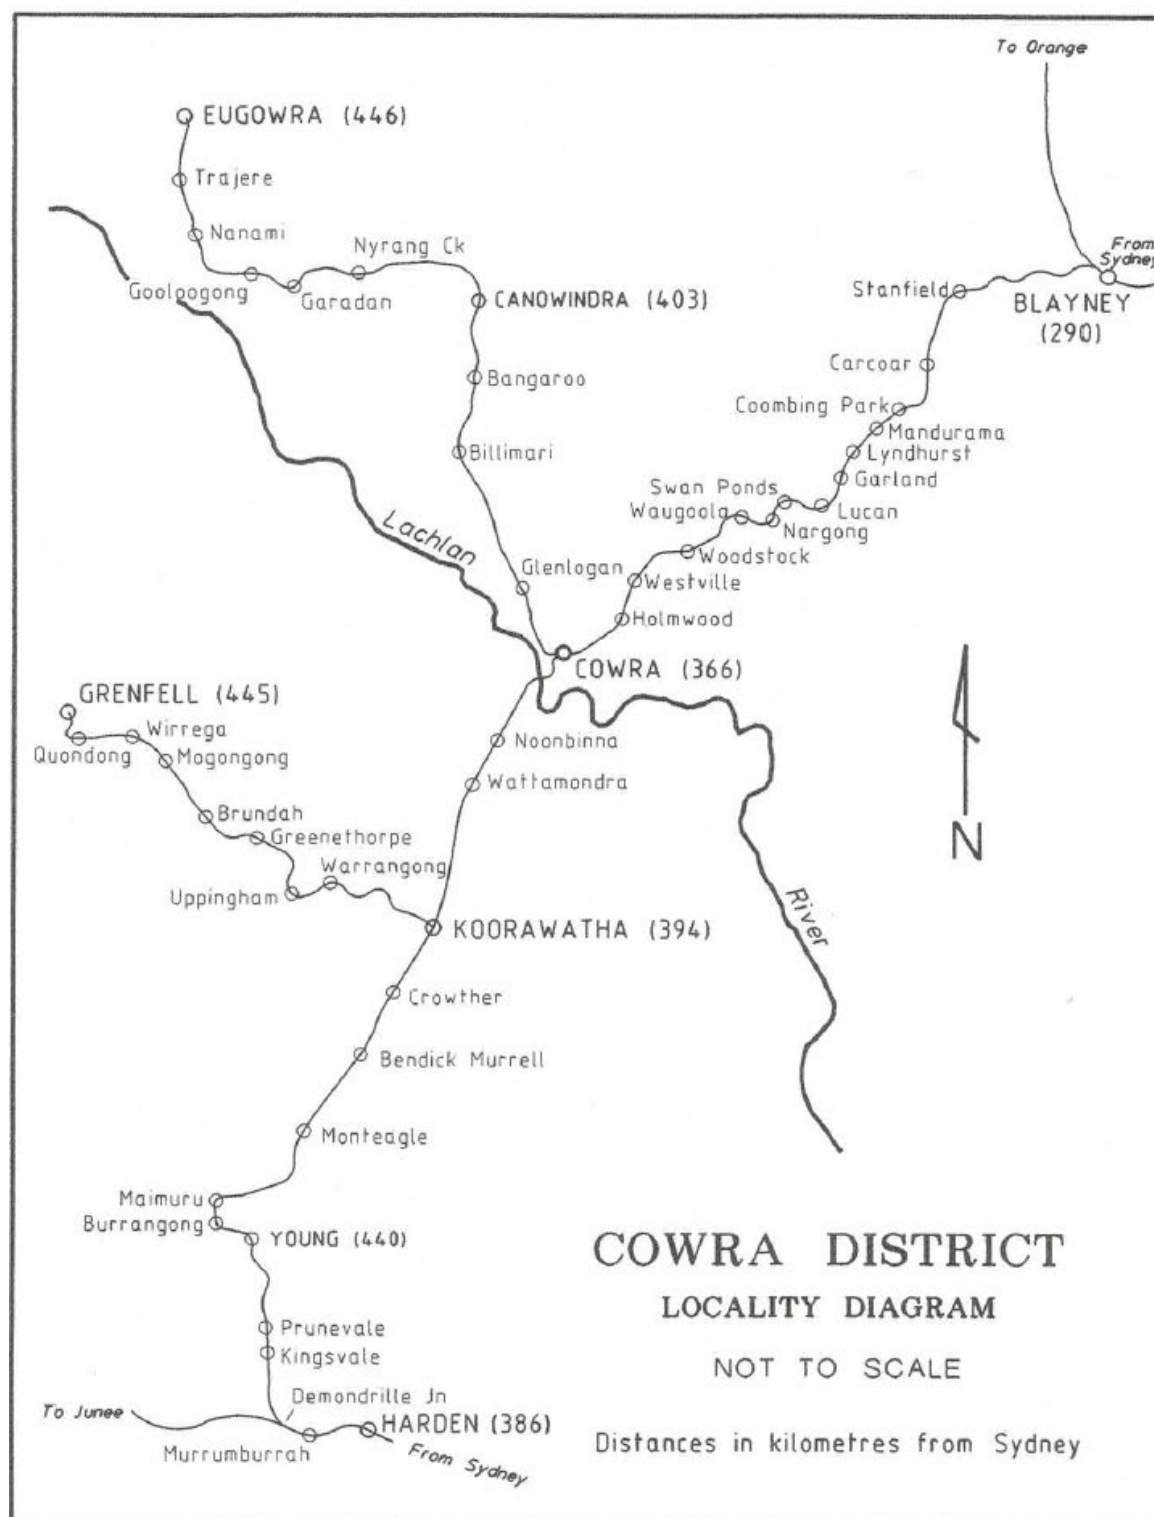 To Orange
EUGOWRA (446)
Trajere
Nanami
Nyrang Ck
From
Sydney
Gooloogong
Garadan
CANOWINDRA (403)
Stanfield
BLAYNEY
(290)
Bangaroo
Carcoar
Coombing Park
Mandurama
Billimari
Lyndhurst
Garland
Swan Ponds
Waugoola
Lucan
Nargong
Lachlan
Woodstock
Glenlogan
Westville
Holmwood
COWRA (366)
GRENFELL (445)
Wirrega
Quondong
Mogongong
Noonbinna
Wattamondra
Brundah
Greenethorpe
Warrangong
Uppingham
N
River
KOORAWATHA (394)
Crowther
Bendick Murrell
Monteagle
Maimuru
Burrangong
YOUNG (440)
COWRA DISTRICT
LOCALITY DIAGRAM
NOT TO SCALE
Distances in kilometres from Sydney
Prunevale
Kingsvale
Demondrille Jn
To Junee
HARDEN (386)
Murrumburrah
From Sydney